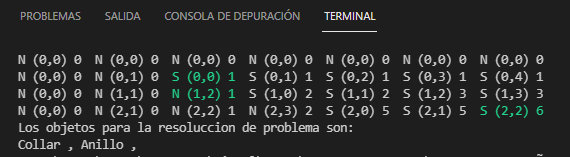 PROBLEMAS SALIDA CONSOLA DE DEPURACIÓN TERMINAL
N (0,0) 0 N (0,0) 0 N (0,0) 0 N (0,0) 0 N (0,0) 0 N (0,0) 0 N (0,0) 0
N (0,0) 0 N (0,1) 0 S (0,0) 1 S (0,1) 1 S (0,2) 1 S (0,3) 1 S (0,4) 1
N (0,0) 0 N (1,1) 0 N (1,2) 1 S (1,0) 2 S (1,1) 2 S (1,2) 3 S (1,3) 3
N (0,0) 0 N (2,1) 0 N (2,2) 1 N (2,3) 2 S (2,0) 5 S (2,1) 5 S (2,2) 6
Los objetos para la resoluccion de problema son:
Collar , Anillo ,